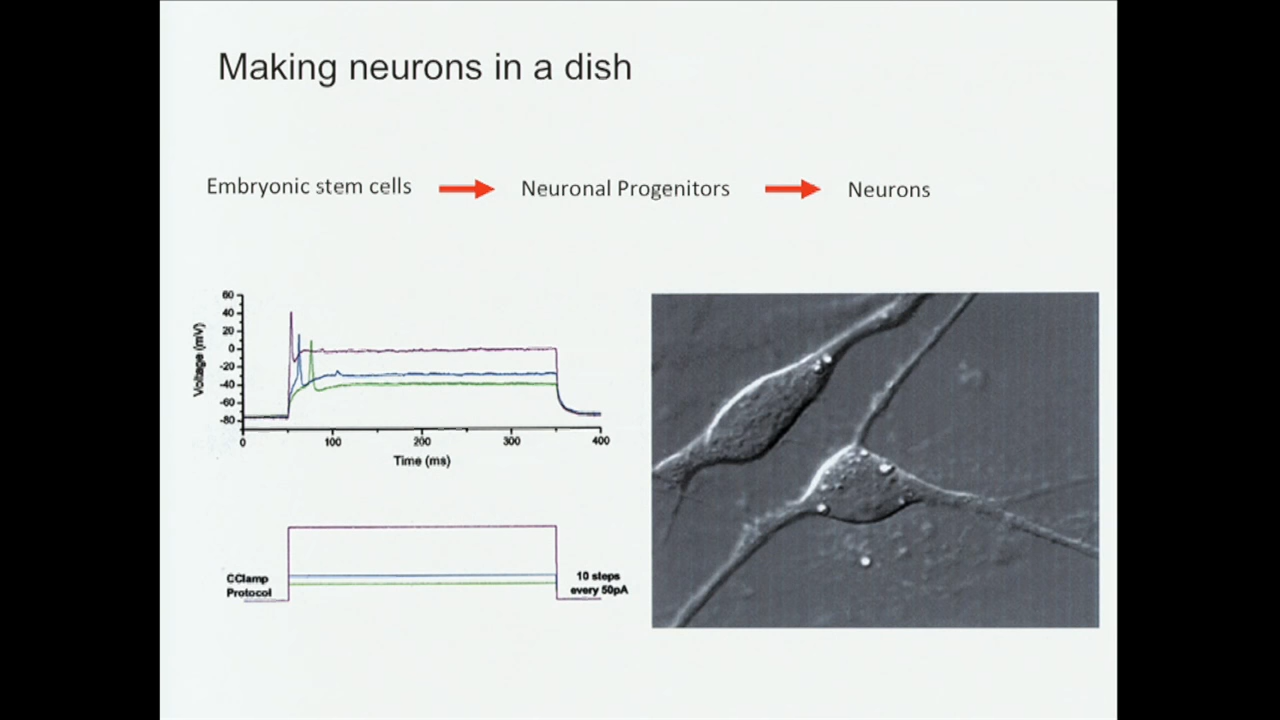 Making neurons in a dish
Embryonic stem cells
Neuronal Progenitors
Neurons
60
40
20
0
-20
-40
-60
-80
Voltage (mV)
0
100
200
300
400
Time (ms)
CClamp
Protocol
10 steps
every 50pA